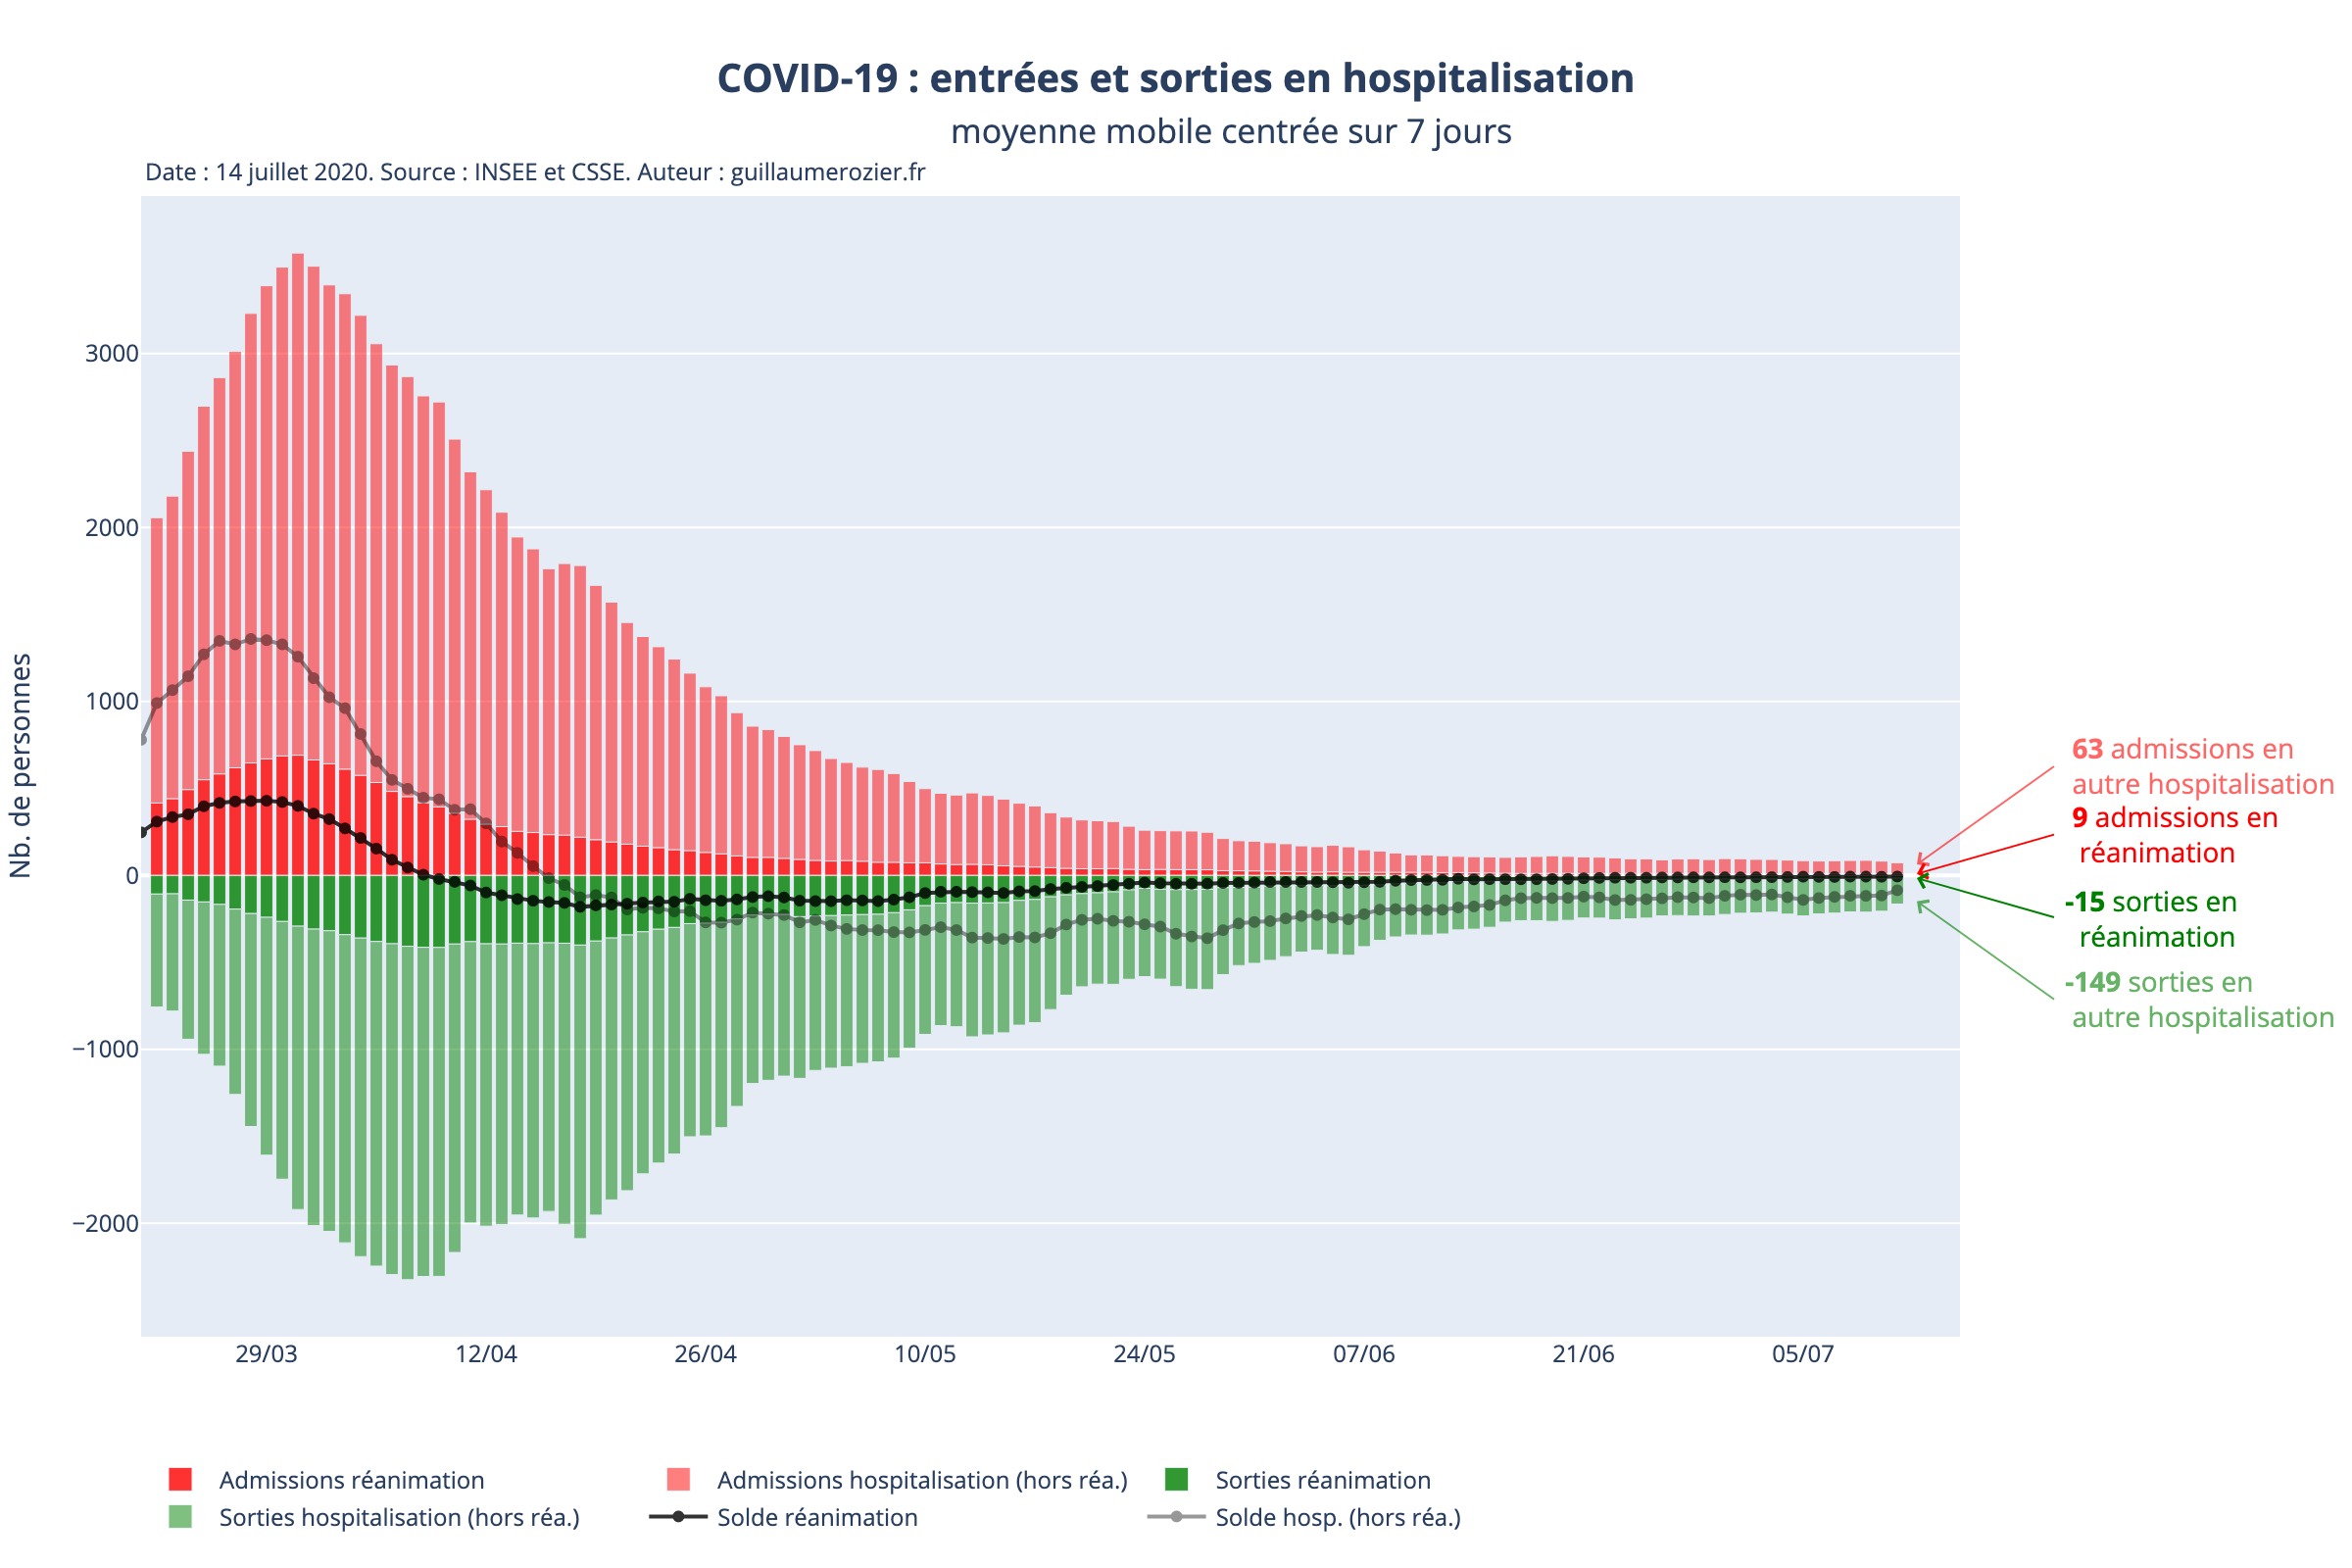 COVID-19 : entrées et sorties en hospitalisation
moyenne mobile centrée sur 7 jours
Date : 14 juillet 2020. Source : INSEE et CSSE. Auteur : guillaumerozier.fr
Nb. de personnes
3000
2000
1000
0
−1000
−2000
29/03
12/04
26/04
10/05
24/05
07/06
21/06
05/07
63 admissions en
autre hospitalisation
9 admissions en
réanimation
-15 sorties en
réanimation
-149 sorties en
autre hospitalisation
Admissions réanimation
Admissions hospitalisation (hors réa.)
Sorties réanimation
Sorties hospitalisation (hors réa.)
Solde réanimation
Solde hosp. (hors réa.)